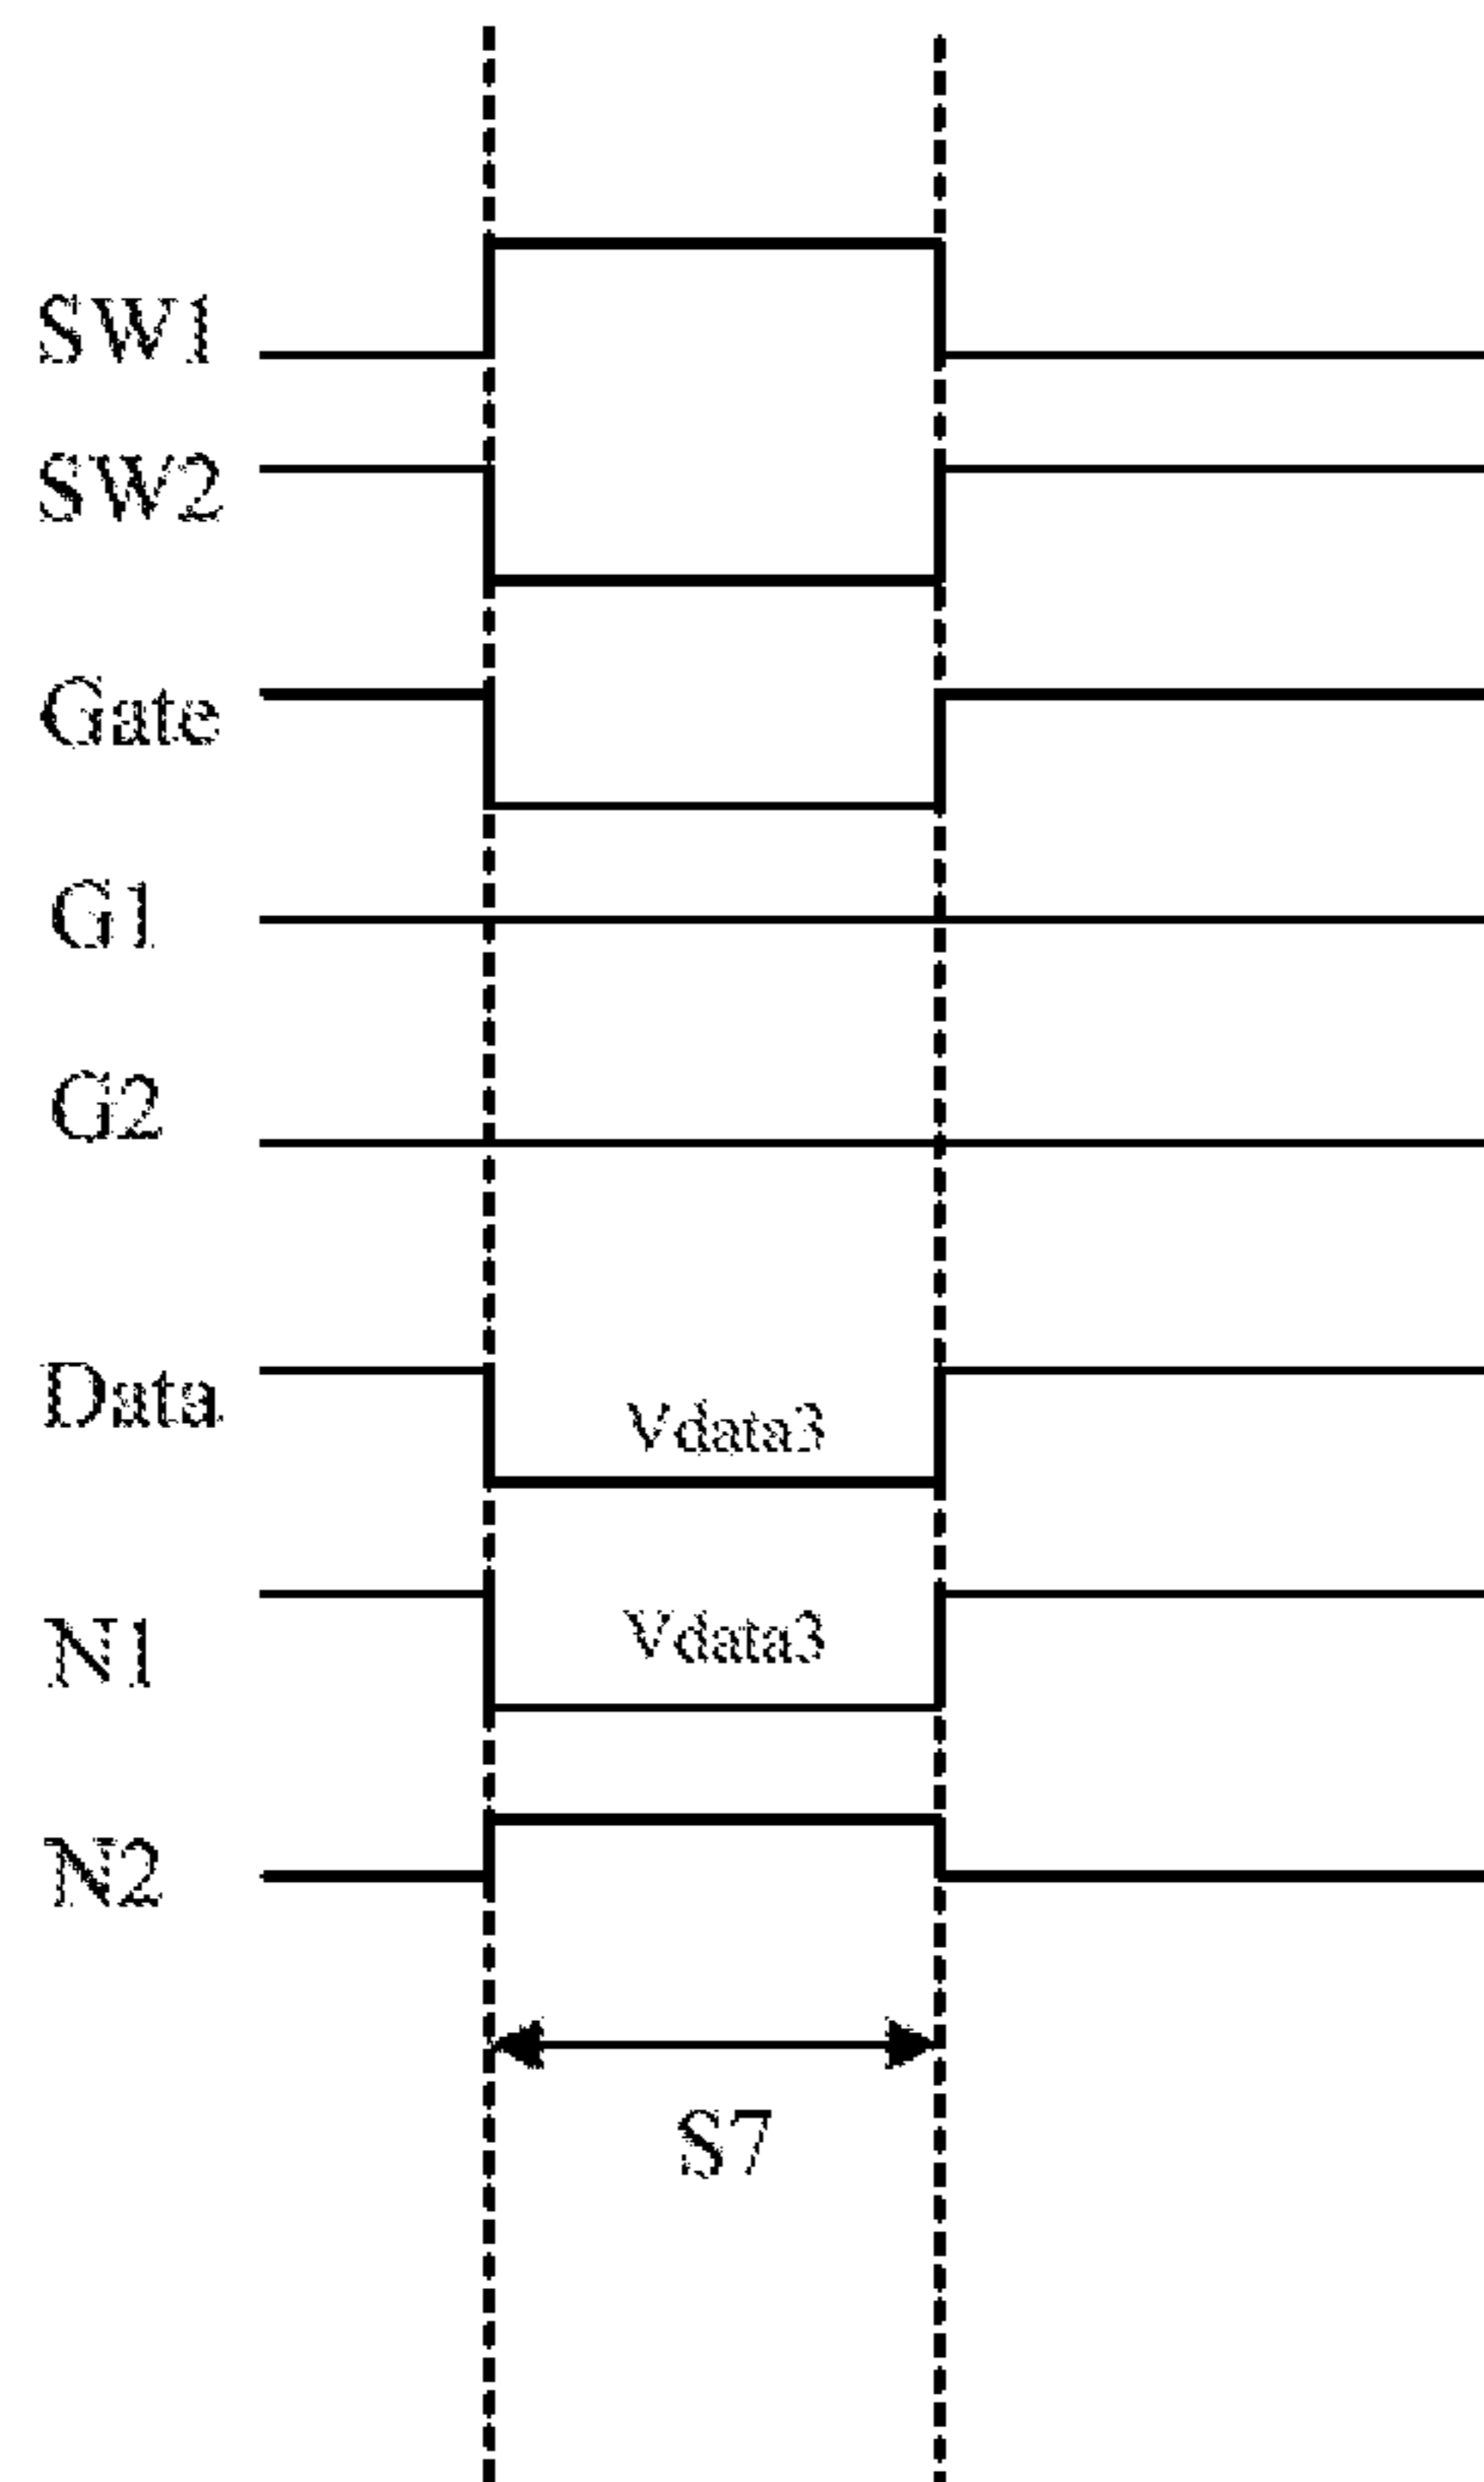 SW1
SW2
Gate
G1
G2
Data
Vdata3
N1
Vdata3
N2
S7